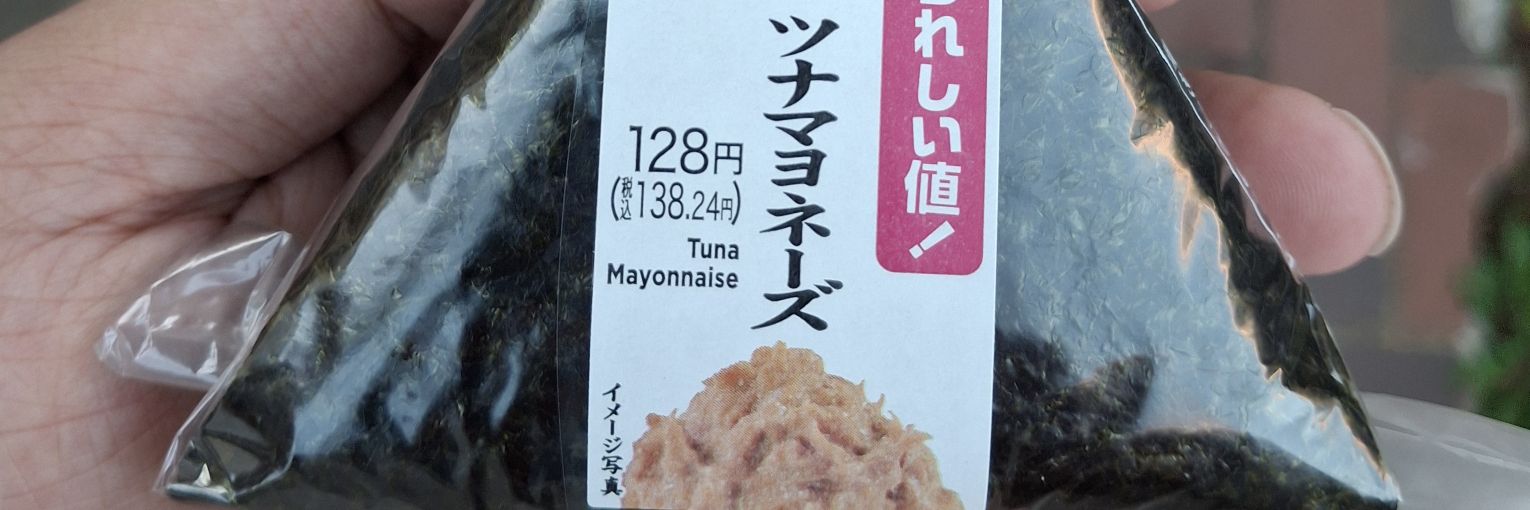 うれしい値!
ツナマヨネーズ
128円
(税込138.24円)
Tuna
Mayonnaise
イメージ写真